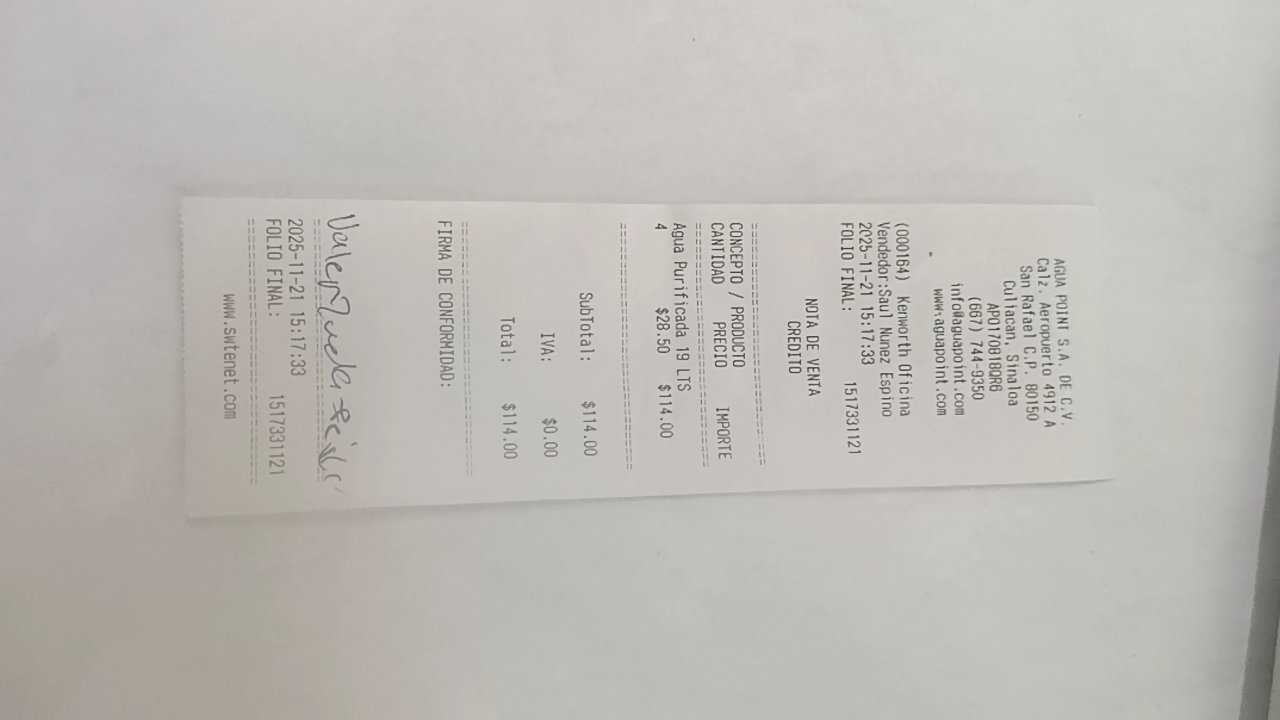 AGUA POINT S.A. DE C.V.
Calz. Aeropuerto 4912 A
San Rafael C.P. 80150
Culiacan, Sinaloa
APO170818QR6
(667) 744-9350
info@aguapoint.com
www.aguapoint.com
(000164) Kenworth Oficina
Vendedor:Saul Nunez Espino
2025-11-21 15:17:33
FOLIO FINAL: 1517331121
NOTA DE VENTA
CREDITO
CONCEPTO / PRODUCTO
CANTIDAD PRECIO IMPORTE
Agua Purificada 19 LTS
4 $28.50 $114.00
SubTotal: $114.00
IVA: $0.00
Total: $114.00
FIRMA DE CONFORMIDAD:
2025-11-21 15:17:33
FOLIO FINAL: 1517331121
www.swtenet.com